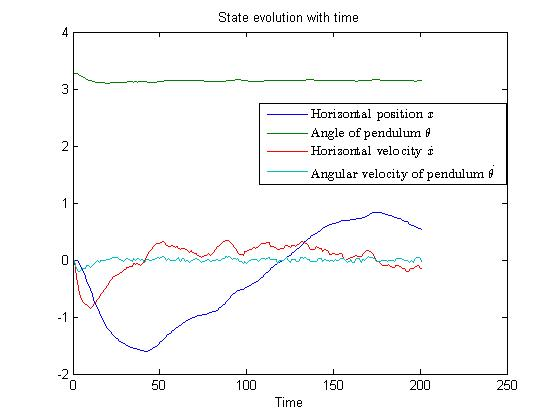 State evolution with time
4
3
2
1
0
-1
-2
Horizontal position x
Angle of pendulum θ
Horizontal velocity ẋ
Angular velocity of pendulum θ̇
0
50
100
150
200
250
Time